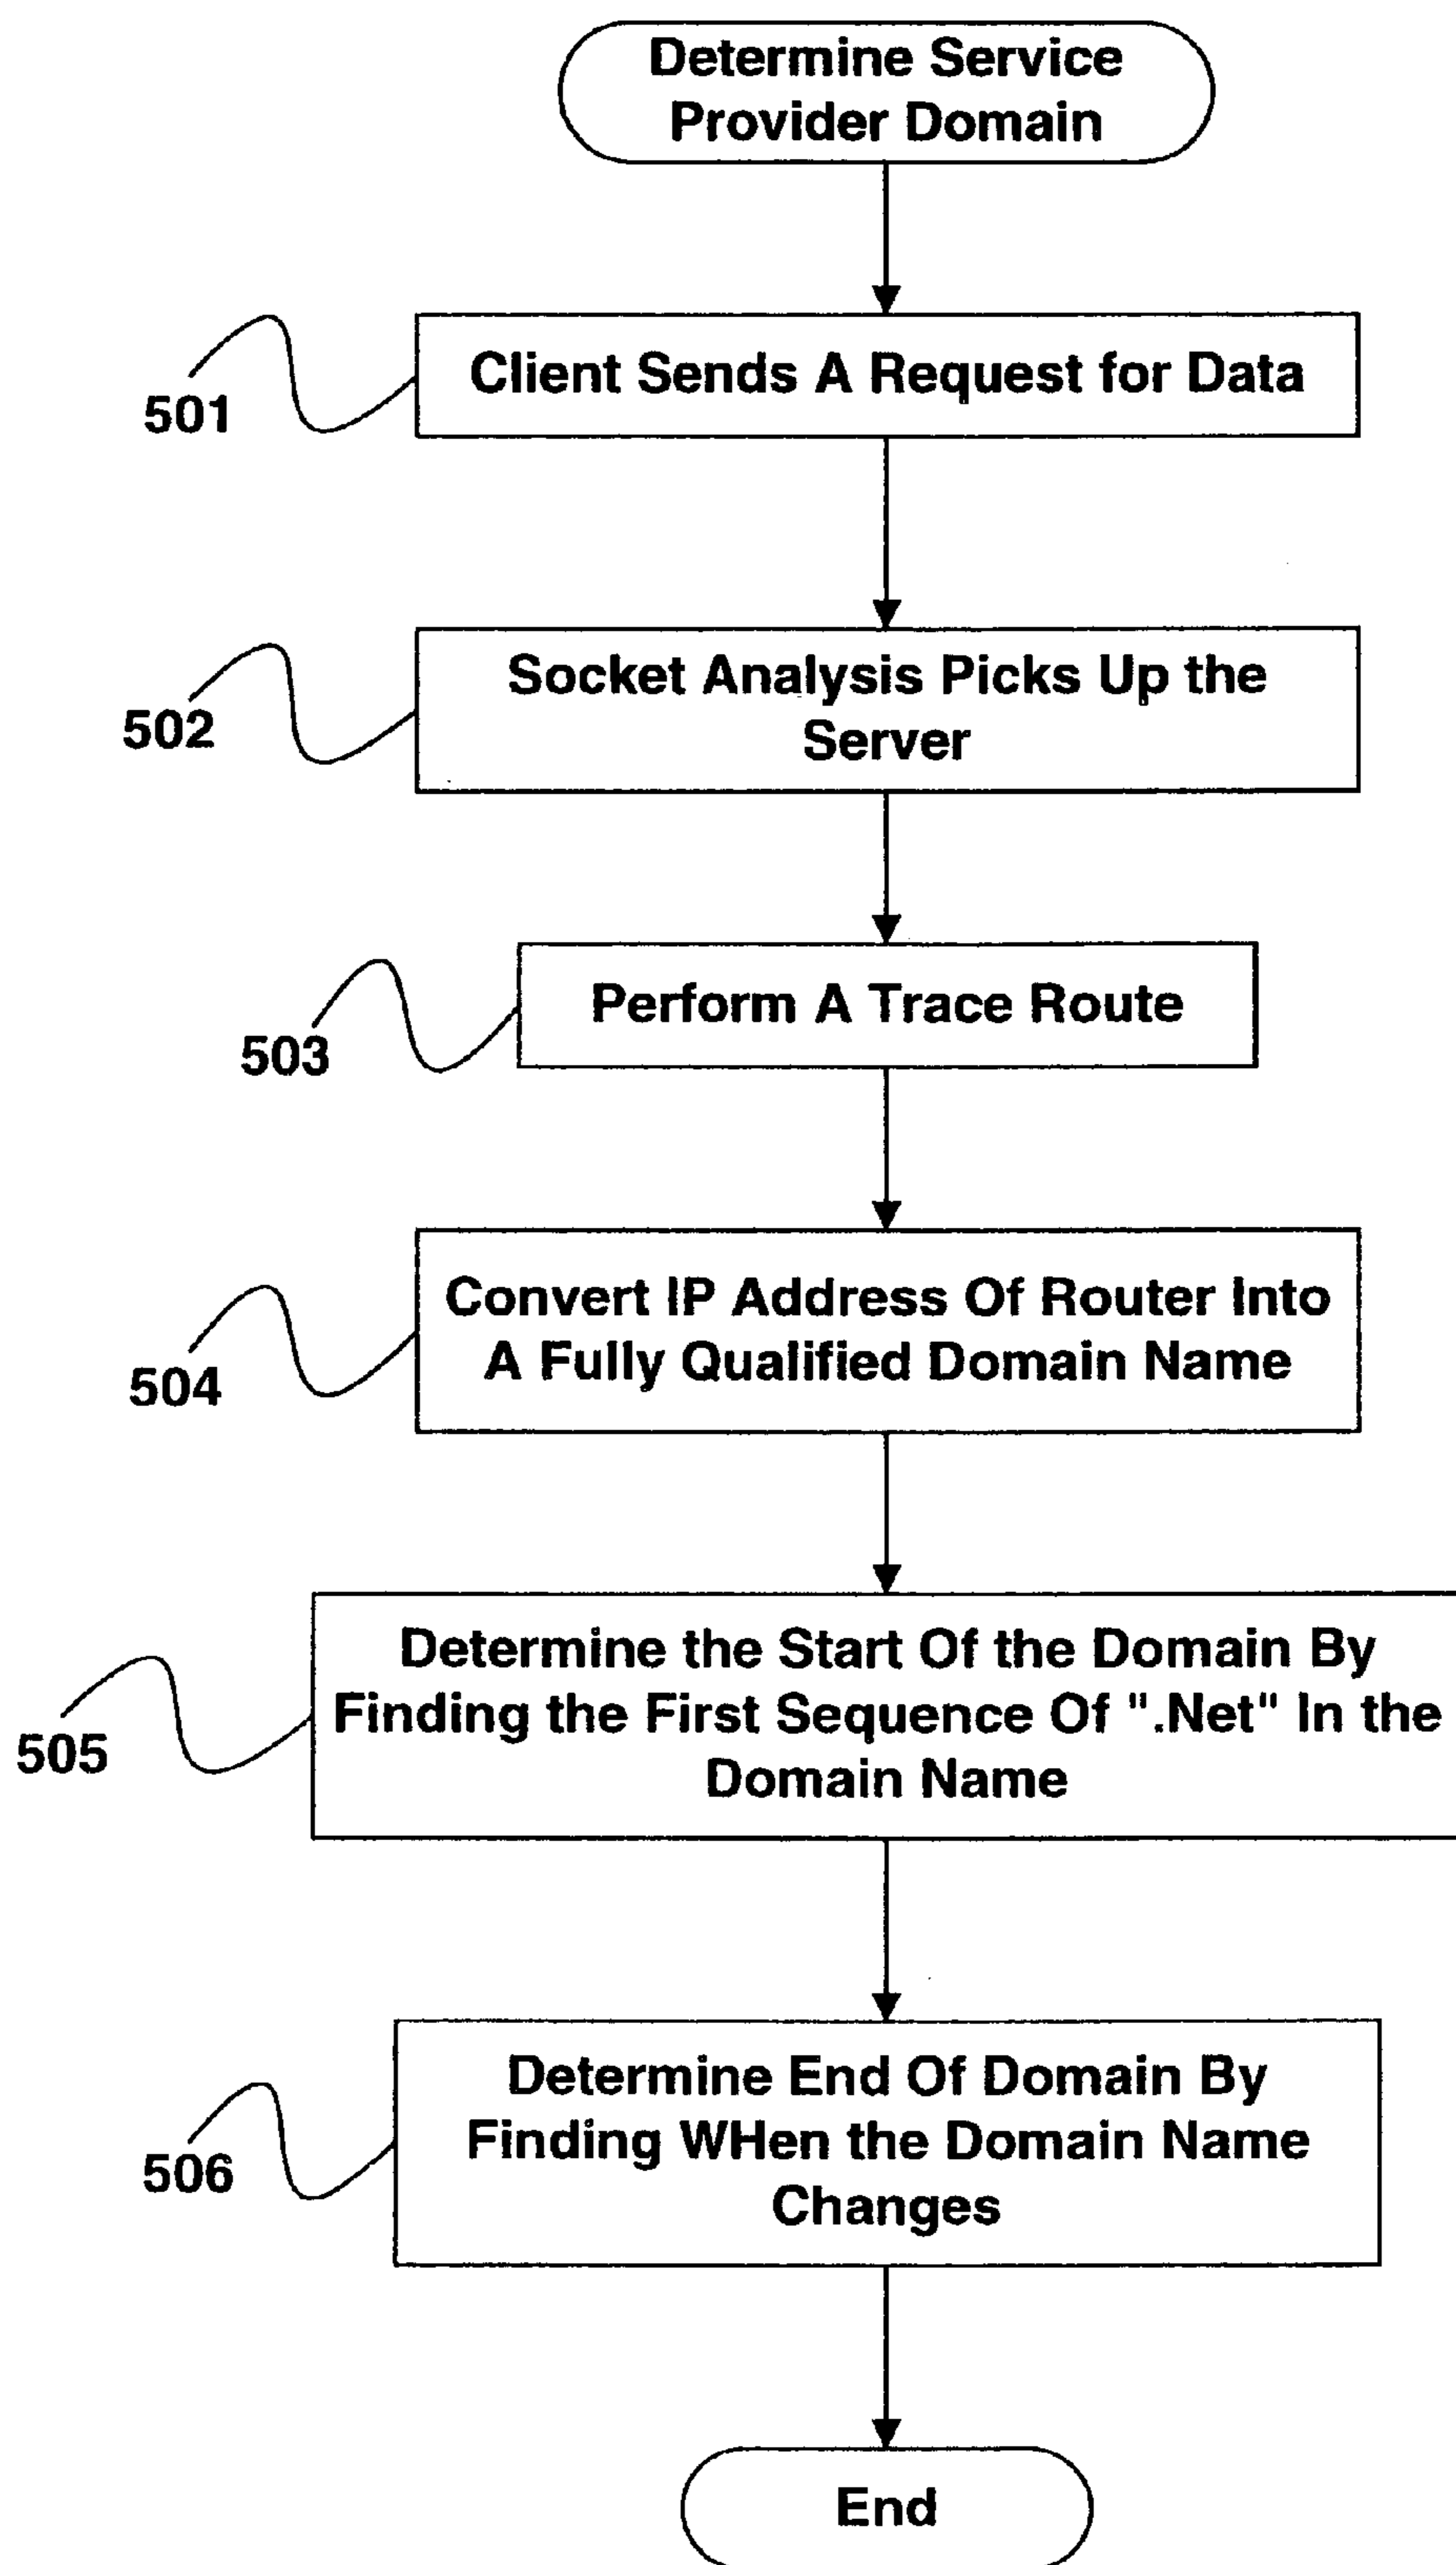 Determine Service
Provider Domain
501
Client Sends A Request for Data
502
Socket Analysis Picks Up the
Server
503
Perform A Trace Route
504
Convert IP Address Of Router Into
A Fully Qualified Domain Name
505
Determine the Start Of the Domain By
Finding the First Sequence Of ".Net" In the
Domain Name
506
Determine End Of Domain By
Finding WHen the Domain Name
Changes
End